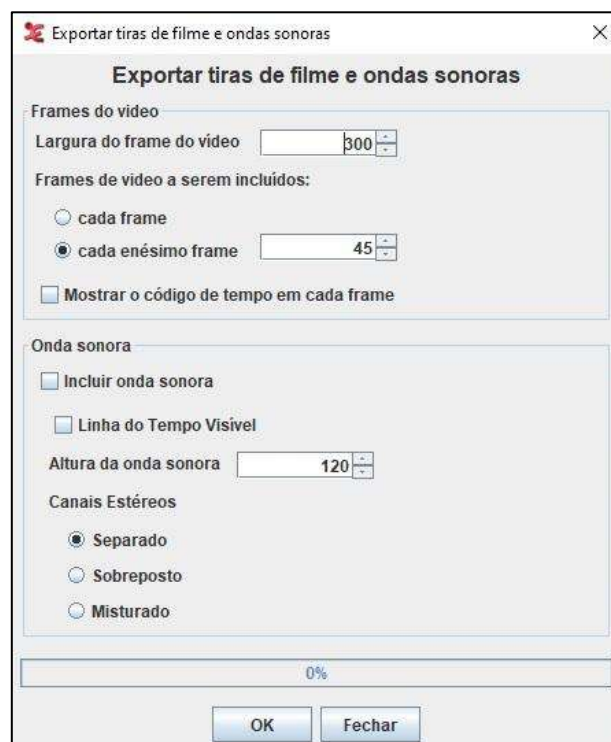 Exportar tiras de filme e ondas sonoras
Exportar tiras de filme e ondas sonoras
Frames do video
Largura do frame do vídeo 300
Frames de video a serem incluídos:
cada frame
cada enésimo frame 45
Mostrar o código de tempo em cada frame
Onda sonora
Incluir onda sonora
Linha do Tempo Visível
Altura da onda sonora 120
Canais Estéreos
Separado
Sobreposto
Misturado
0%
OK Fechar